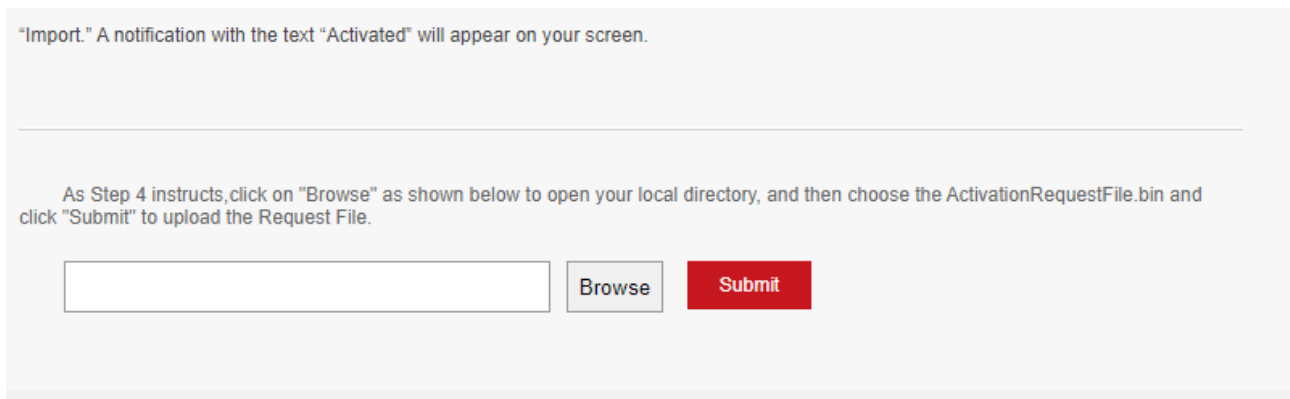 “Import.” A notification with the text “Activated” will appear on your screen.
As Step 4 instructs,click on "Browse" as shown below to open your local directory, and then choose the ActivationRequestFile.bin and
click "Submit" to upload the Request File.
Browse
Submit